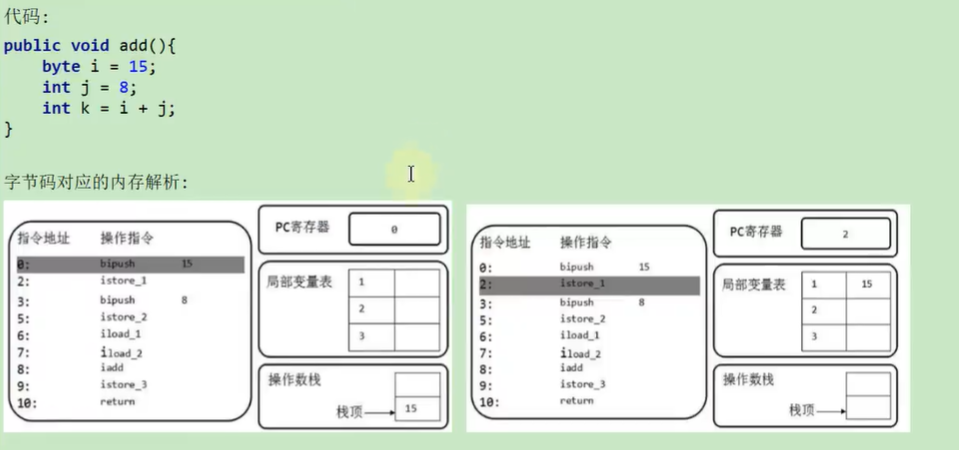 代码:
public void add(){
byte i = 15;
int j = 8;
int k = i + j;
}
字节码对应的内存解析:
指令地址 操作指令
0: bipush 15
2: istore_1
3: bipush 8
5: istore_2
6: iload_1
7: iload_2
8: iadd
9: istore_3
10: return
PC寄存器 0
局部变量表 1
2
3
操作数栈
栈顶 15
指令地址 操作指令
0: bipush 15
2: istore_1
3: bipush 8
5: istore_2
6: iload_1
7: iload_2
8: iadd
9: istore_3
10: return
PC寄存器 2
局部变量表 1 15
2
3
操作数栈
栈顶